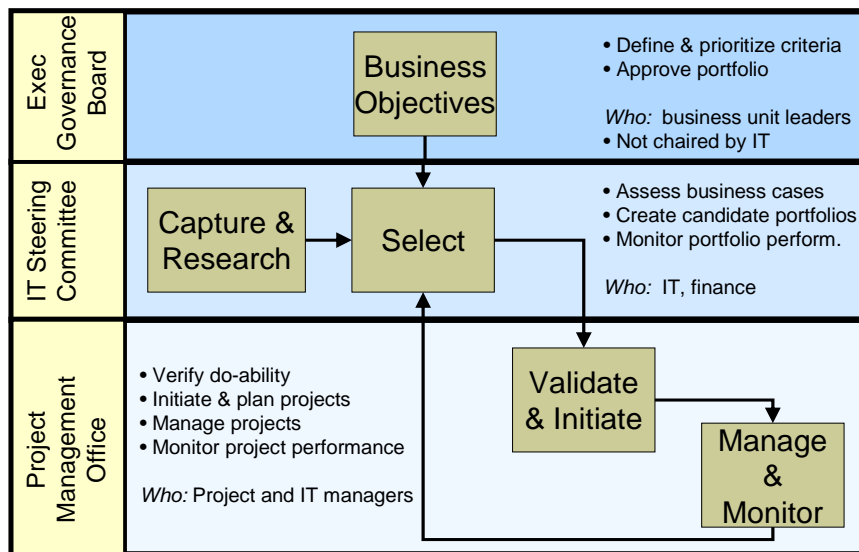 Exec
Governance
Board
Business
Objectives
• Define & prioritize criteria
• Approve portfolio
Who: business unit leaders
• Not chaired by IT
IT Steering
Committee
Capture &
Research
Select
• Assess business cases
• Create candidate portfolios
• Monitor portfolio perform.
Who: IT, finance
Project
Management
Office
• Verify do-ability
• Initiate & plan projects
• Manage projects
• Monitor project performance
Who: Project and IT managers
Validate
& Initiate
Manage
&
Monitor